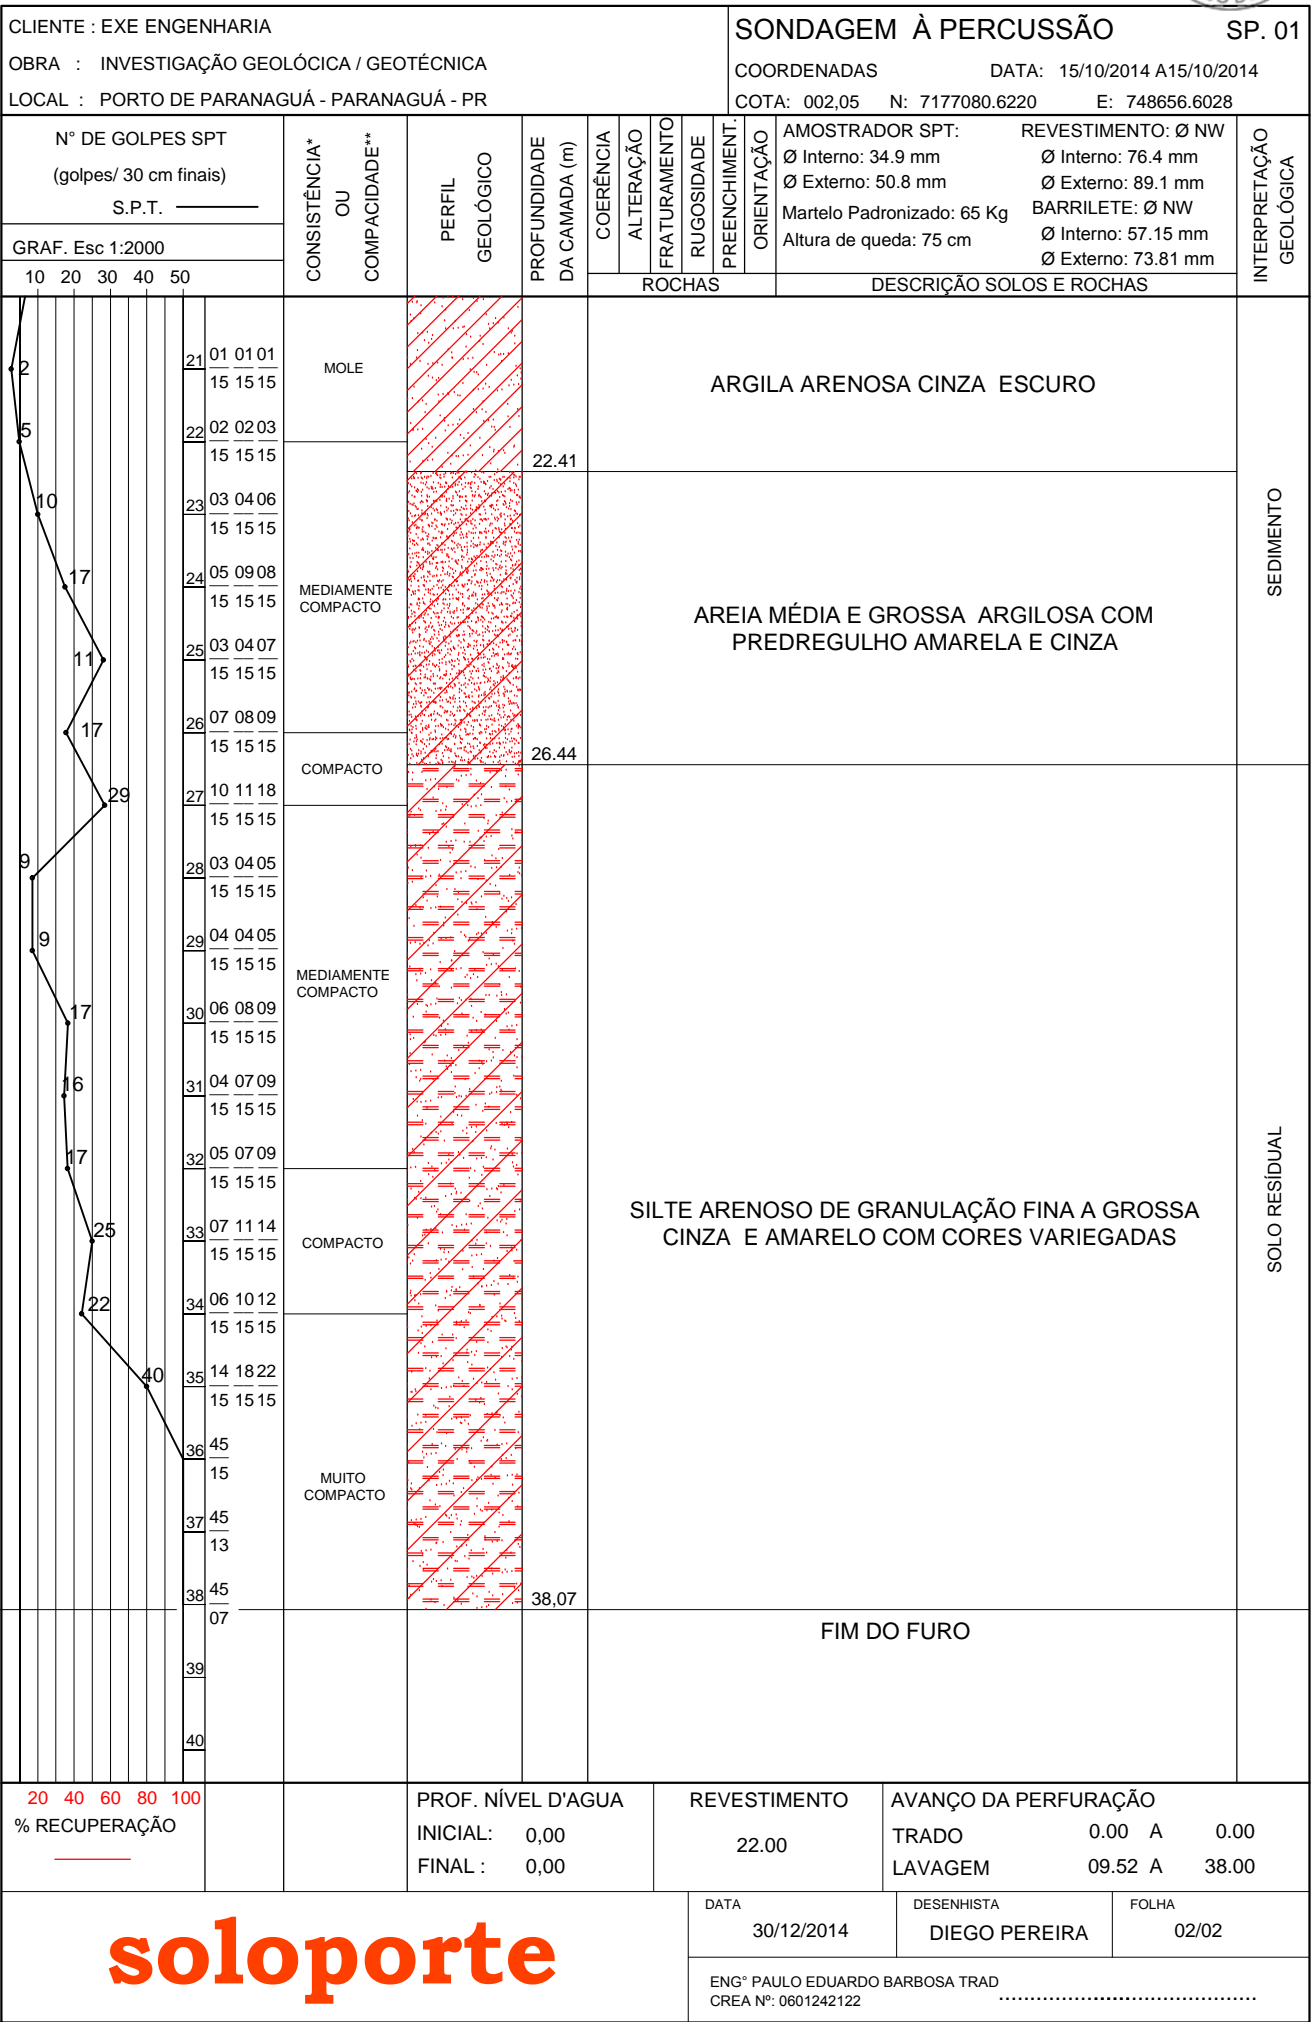 CLIENTE : EXE ENGENHARIA
OBRA : INVESTIGAÇÃO GEOLÓCICA / GEOTÉCNICA
LOCAL : PORTO DE PARANAGUÁ - PARANAGUÁ - PR
SONDAGEM À PERCUSSÃO SP. 01
COORDENADAS DATA: 15/10/2014 A15/10/2014
COTA: 002,05 N: 7177080.6220 E: 748656.6028
N° DE GOLPES SPT
(golpes/ 30 cm finais)
S.P.T.
GRAF. Esc 1:2000
10 20 30 40 50
CONSISTÊNCIA*
OU
COMPACIDADE**
PERFIL
GEOLÓGICO
PROFUNDIDADE
DA CAMADA (m)
COERÊNCIA
ALTERAÇÃO
FRATURAMENTO
RUGOSIDADE
PREENCHIMENT.
ORIENTAÇÃO
ROCHAS
AMOSTRADOR SPT:
Ø Interno: 34.9 mm
Ø Externo: 50.8 mm
Martelo Padronizado: 65 Kg
Altura de queda: 75 cm
REVESTIMENTO: Ø NW
Ø Interno: 76.4 mm
Ø Externo: 89.1 mm
BARRILETE: Ø NW
Ø Interno: 57.15 mm
Ø Externo: 73.81 mm
DESCRIÇÃO SOLOS E ROCHAS
INTERPRETAÇÃO
GEOLÓGICA
2 21 01 01 01
15 15 15
MOLE
ARGILA ARENOSA CINZA ESCURO
5 22 02 02 03
15 15 15
22.41
10 23 03 04 06
15 15 15
17 24 05 09 08
15 15 15
MEDIAMENTE
COMPACTO
AREIA MÉDIA E GROSSA ARGILOSA COM
PREDREGULHO AMARELA E CINZA
SEDIMENTO
11 25 03 04 07
15 15 15
17 26 07 08 09
15 15 15
26.44
COMPACTO
29 27 10 11 18
15 15 15
9 28 03 04 05
15 15 15
9 29 04 04 05
15 15 15
MEDIAMENTE
COMPACTO
17 30 06 08 09
15 15 15
16 31 04 07 09
15 15 15
17 32 05 07 09
15 15 15
25 33 07 11 14
15 15 15
COMPACTO
SILTE ARENOSO DE GRANULAÇÃO FINA A GROSSA
CINZA E AMARELO COM CORES VARIEGADAS
SOLO RESÍDUAL
22 34 06 10 12
15 15 15
40 35 14 18 22
15 15 15
36 45
15
MUITO
COMPACTO
37 45
13
38 45
07
38,07
FIM DO FURO
39
40
20 40 60 80 100
% RECUPERAÇÃO
PROF. NÍVEL D'AGUA
INICIAL: 0,00
FINAL : 0,00
REVESTIMENTO
22.00
AVANÇO DA PERFURAÇÃO
TRADO 0.00 A 0.00
LAVAGEM 09.52 A 38.00
soloporte
DATA
30/12/2014
DESENHISTA
DIEGO PEREIRA
FOLHA
02/02
ENG° PAULO EDUARDO BARBOSA TRAD
CREA Nº: 0601242122